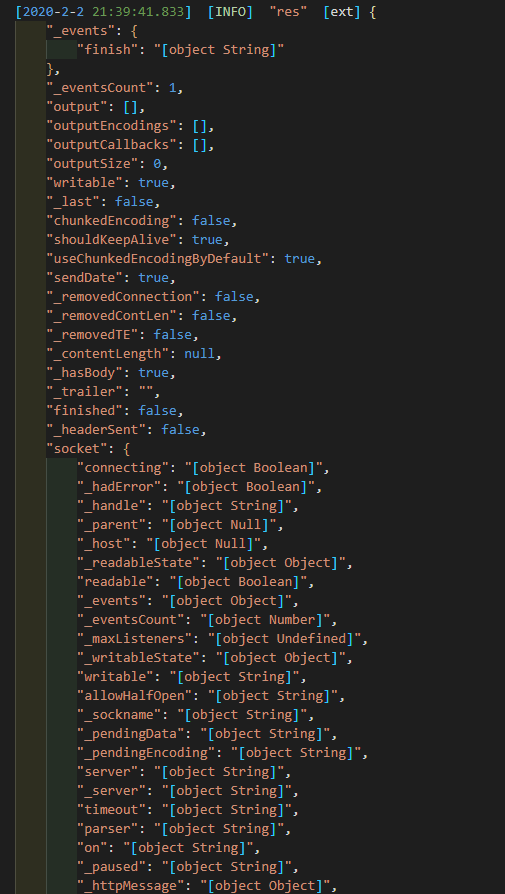 [2020-2-2 21:39:41.833] [INFO] "res" [ext] {
"_events": {
"finish": "[object String]"
},
"_eventsCount": 1,
"output": [],
"outputEncodings": [],
"outputCallbacks": [],
"outputSize": 0,
"writable": true,
"_last": false,
"chunkedEncoding": false,
"shouldKeepAlive": true,
"useChunkedEncodingByDefault": true,
"sendDate": true,
"_removedConnection": false,
"_removedContLen": false,
"_removedTE": false,
"_contentLength": null,
"_hasBody": true,
"_trailer": "",
"finished": false,
"_headerSent": false,
"socket": {
"connecting": "[object Boolean]",
"_hadError": "[object Boolean]",
"_handle": "[object String]",
"_parent": "[object Null]",
"_host": "[object Null]",
"_readableState": "[object Object]",
"readable": "[object Boolean]",
"_events": "[object Object]",
"_eventsCount": "[object Number]",
"_maxListeners": "[object Undefined]",
"_writableState": "[object Object]",
"writable": "[object String]",
"allowHalfOpen": "[object String]",
"_sockname": "[object String]",
"_pendingData": "[object String]",
"_pendingEncoding": "[object String]",
"server": "[object String]",
"_server": "[object String]",
"timeout": "[object String]",
"parser": "[object String]",
"on": "[object String]",
"_paused": "[object String]",
"_httpMessage": "[object Object]",